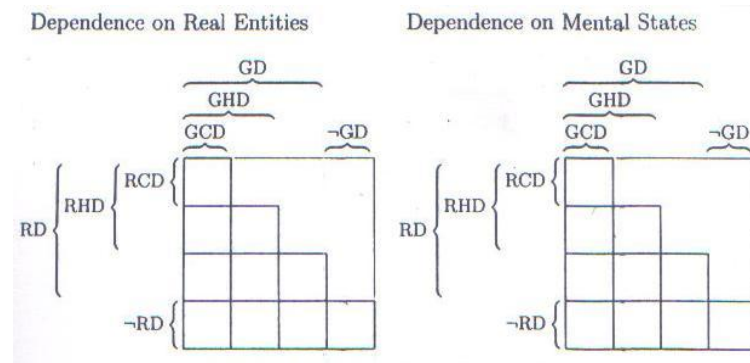 Dependence on Real Entities
Dependence on Mental States
GD
GHD
GCD ¬GD
RCD
RHD
RD
¬RD
GD
GHD
GCD ¬GD
RCD
RHD
RD
¬RD